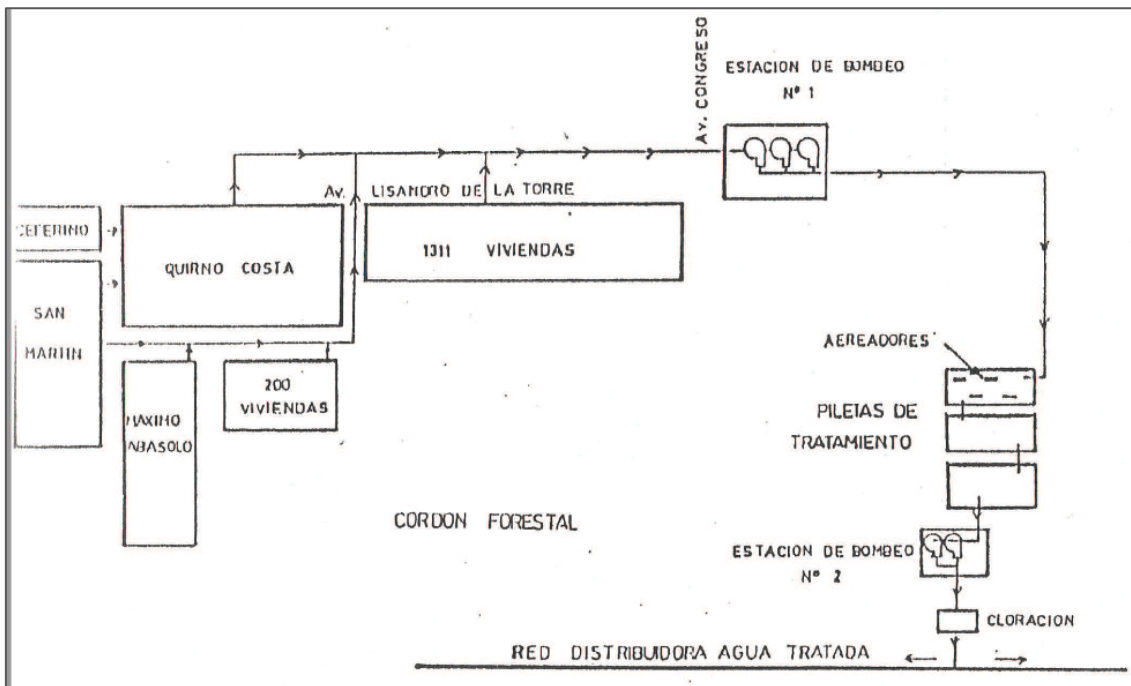 ESTACION DE BOMBEO
Nº 1
AV. CONGRESO
AV. LISANDRO DE LA TORRE
CEFERINO
QUIRNO COSTA
1311 VIVIENDAS
SAN
MARTIN
200
VIVIENDAS
MAXIMO
ABASOLO
AEREADORES
PILETAS DE
TRATAMIENTO
CORDON FORESTAL
ESTACION DE BOMBEO
Nº 2
CLORACION
RED DISTRIBUIDORA AGUA TRATADA